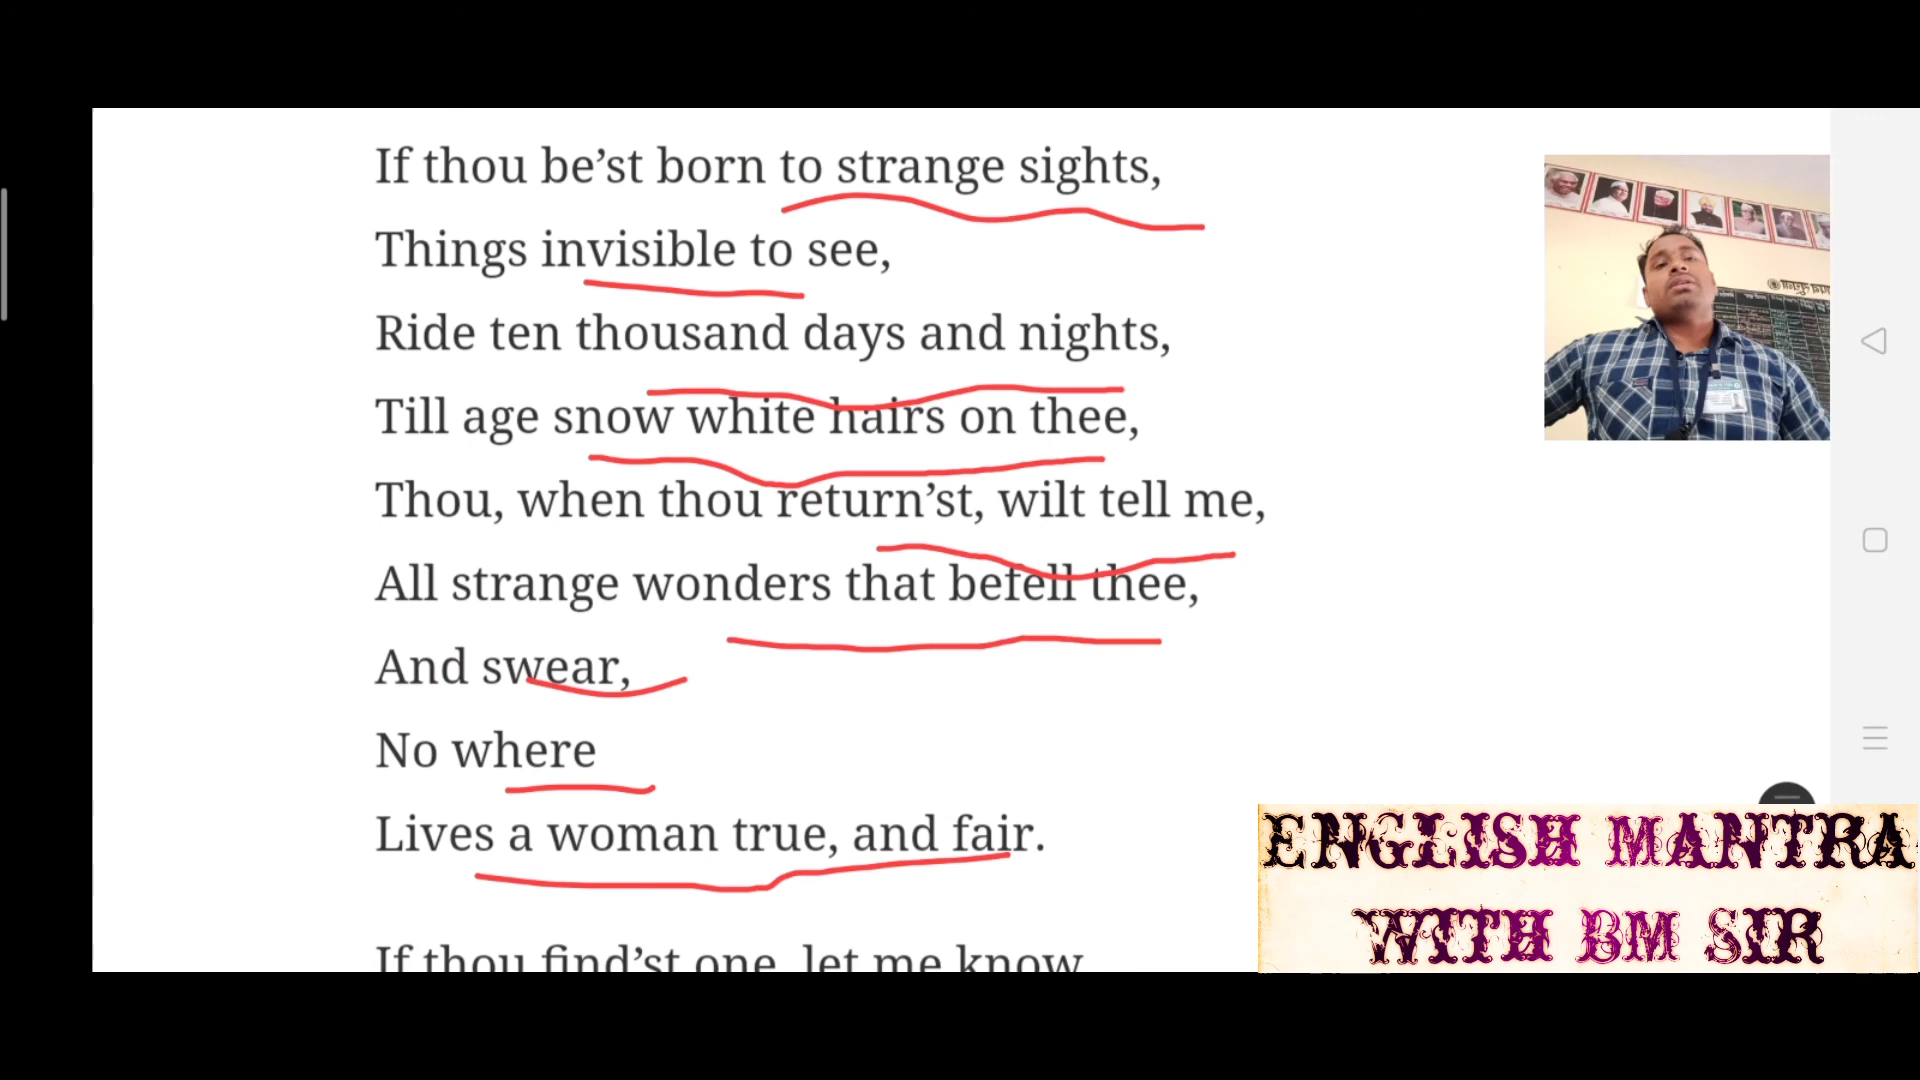 If thou be’st born to strange sights,
Things invisible to see,
Ride ten thousand days and nights,
Till age snow white hairs on thee,
Thou, when thou return’st, wilt tell me,
All strange wonders that befell thee,
And swear,
No where
Lives a woman true, and fair.
If thou find’st one, let me know
ENGLISH MANTRA
WITH BM SIR